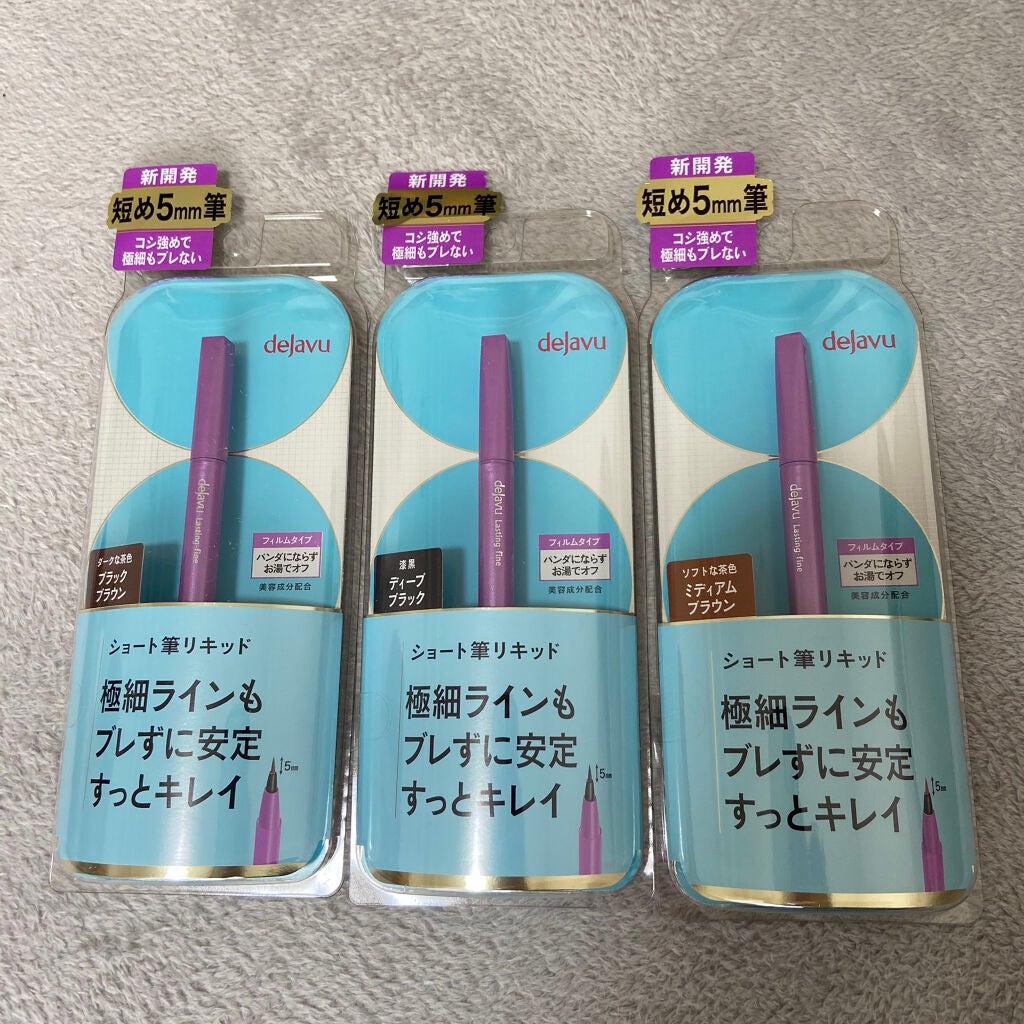 新開発
短め5mm筆
コシ強めで
極細もブレない
dejavu
dejavu Lasting-fine
フィルムタイプ
パンダにならず
お湯でオフ
美容成分配合
ダークな茶色
ブラック
ブラウン
ショート筆リキッド
極細ラインも
ブレずに安定
すっとキレイ
5mm
新開発
短め5mm筆
コシ強めで
極細もブレない
dejavu
dejavu Lasting-fine
フィルムタイプ
パンダにならず
お湯でオフ
美容成分配合
漆黒
ディープ
ブラック
ショート筆リキッド
極細ラインも
ブレずに安定
すっとキレイ
5mm
新開発
短め5mm筆
コシ強めで
極細もブレない
dejavu
dejavu Lasting-fine
フィルムタイプ
パンダにならず
お湯でオフ
美容成分配合
ソフトな茶色
ミディアム
ブラウン
ショート筆リキッド
極細ラインも
ブレずに安定
すっとキレイ
5mm